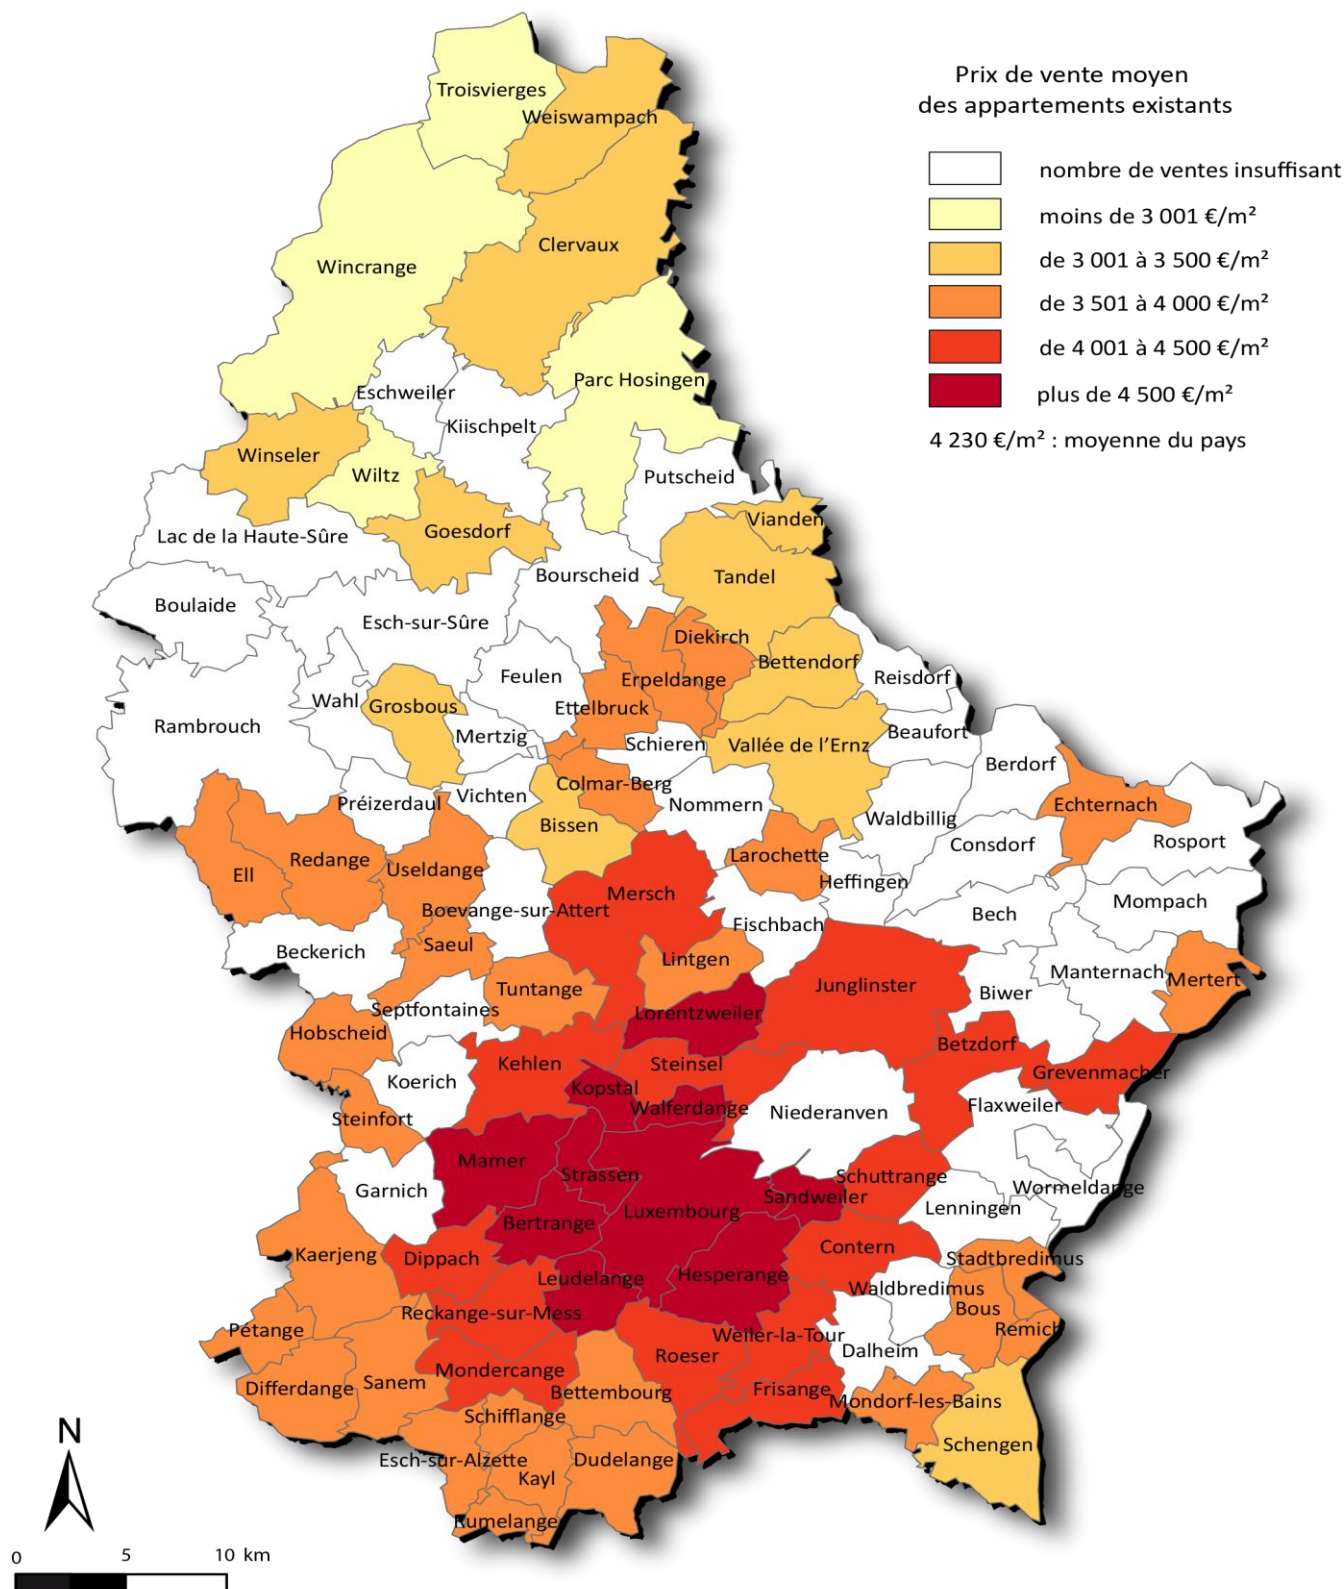 Prix de vente moyen
des appartements existants
nombre de ventes insuffisant
moins de 3 001 €/m²
de 3 001 à 3 500 €/m²
de 3 501 à 4 000 €/m²
de 4 001 à 4 500 €/m²
plus de 4 500 €/m²
4 230 €/m² : moyenne du pays
Troisvierges
Weiswampach
Clervaux
Wincrange
Parc Hosingen
Eschweiler
Kiischpelt
Winseler
Wiltz
Putscheid
Vianden
Goesdorf
Lac de la Haute-Sûre
Bourscheid
Tandel
Boulaide
Esch-sur-Sûre
Diekirch
Bettendorf
Feulen
Erpeldange
Reisdorf
Wahl
Grosbous
Ettelbruck
Rambrouch
Mertzig
Schieren
Vallée de l'Ernz
Beaufort
Berdorf
Colmar-Berg
Préizerdaul
Vichten
Nommern
Echternach
Bissen
Waldbillig
Consdorf
Rosport
Larochette
Redange
Useldange
Ell
Heffingen
Mersch
Mompach
Boevange-sur-Attert
Bech
Fischbach
Saeul
Beckerich
Lintgen
Manternach
Mertert
Tuntange
Junglinster
Biwer
Septfontaines
Lorentzweiler
Hobscheid
Betzdorf
Kehlen
Steinsel
Grevenmacher
Koerich
Kopstal
Walferdange
Niederanven
Flaxweiler
Steinfort
Mamer
Strassen
Schuttrange
Garnich
Sandweiler
Wormeldange
Luxembourg
Lenningen
Bertrange
Kaerjeng
Dippach
Contern
Stadtbredimus
Leudelange
Hesperange
Waldbredimus
Bous
Reckange-sur-Mess
Pétange
Weiler-la-Tour
Remich
Dalheim
Roeser
Mondercange
Sanem
Differdange
Bettembourg
Frisange
Mondorf-les-Bains
Schifflange
Schengen
Esch-sur-Alzette
Dudelange
Kayl
Rumelange
N
0 5 10 km